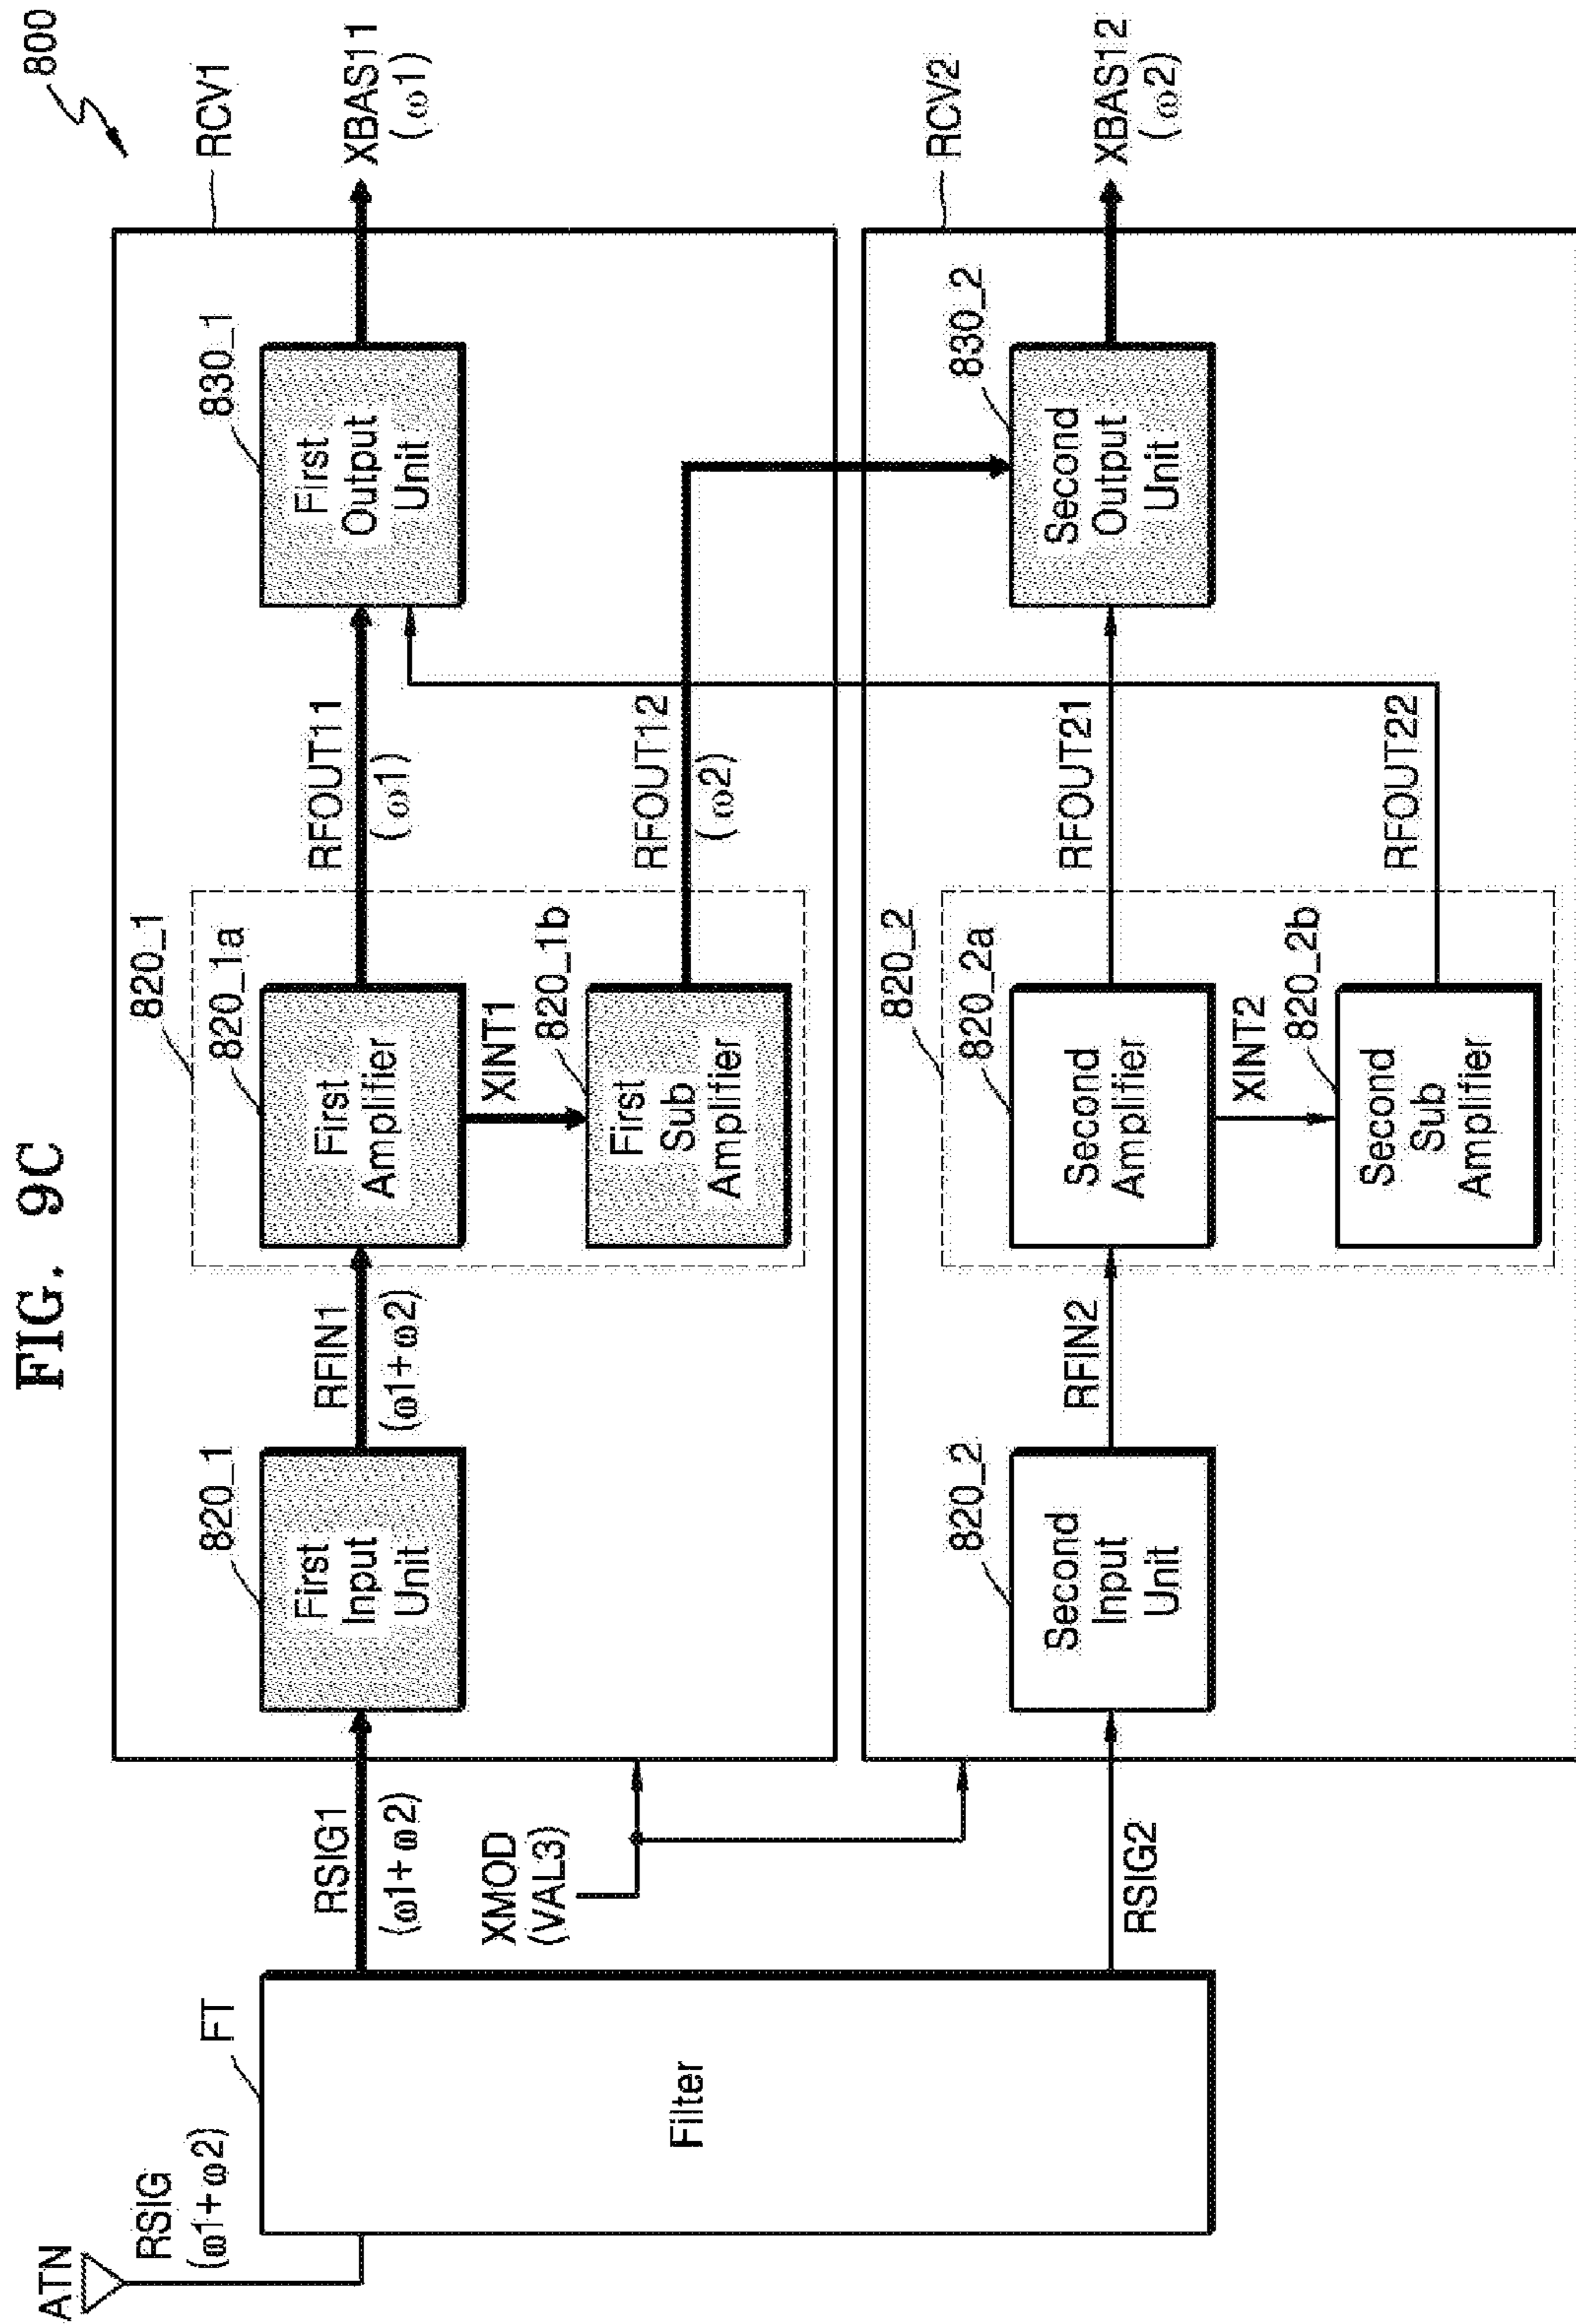 FIG. 9C
800
ATN
RSIG
(ω1+ω2)
FT
Filter
RSIG1
(ω1+ω2)
XMOD
(VAL3)
RSIG2
RCV1
820_1
First
Input
Unit
RFIN1
(ω1+ω2)
820_1
820_1a
First
Amplifier
XINT1
820_1b
First
Sub
Amplifier
RFOUT11
(ω1)
RFOUT12
(ω2)
830_1
First
Output
Unit
XBAS11
(ω1)
RCV2
820_2
Second
Input
Unit
RFIN2
820_2
820_2a
Second
Amplifier
XINT2
820_2b
Second
Sub
Amplifier
RFOUT21
RFOUT22
830_2
Second
Output
Unit
XBAS12
(ω2)